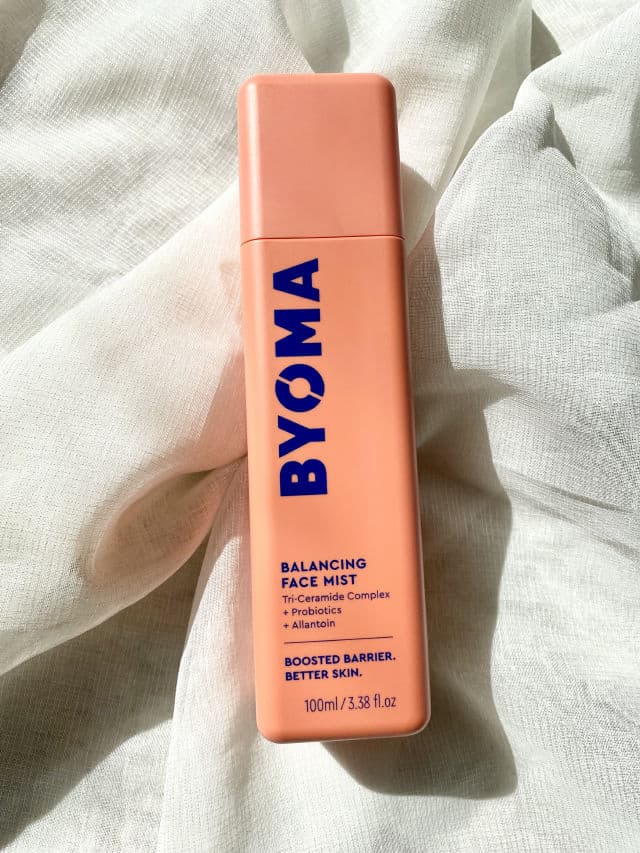 BYOMA
BALANCING
FACE MIST
Tri-Ceramide Complex
+ Probiotics
+ Allantoin
BOOSTED BARRIER.
BETTER SKIN.
100ml/3.38 fl.oz